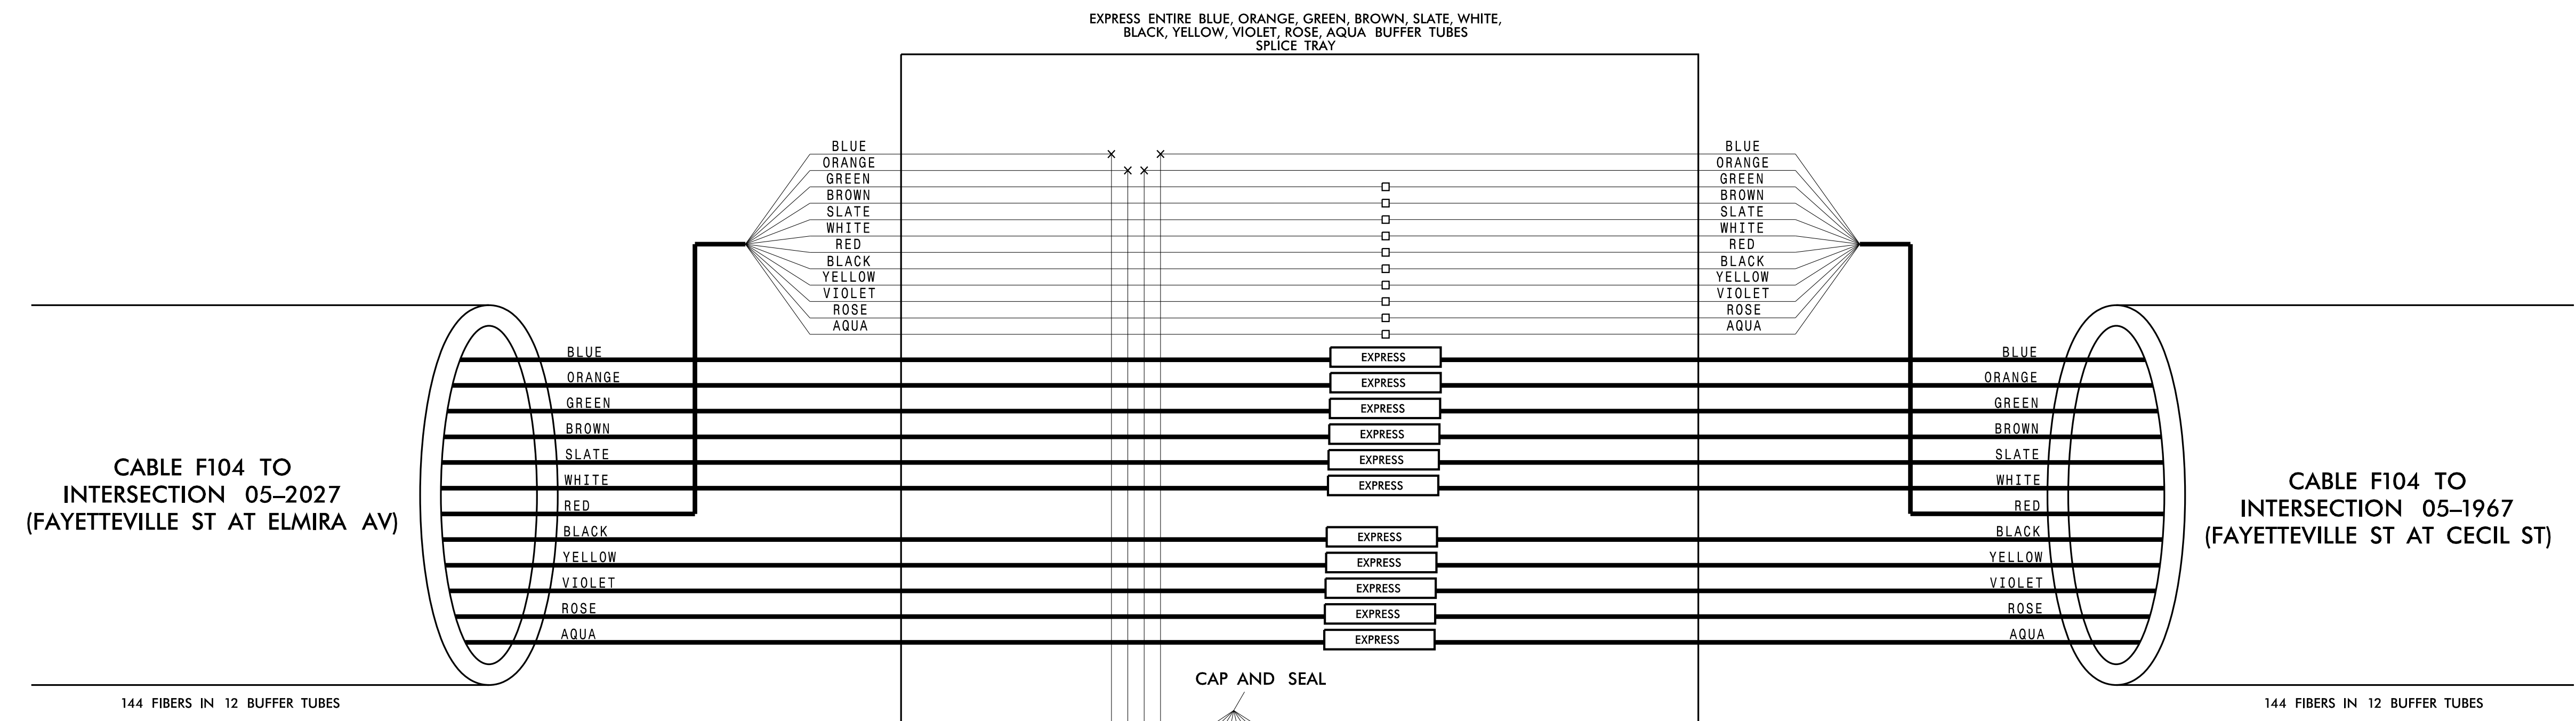 EXPRESS ENTIRE BLUE, ORANGE, GREEN, BROWN, SLATE, WHITE,
BLACK, YELLOW, VIOLET, ROSE, AQUA BUFFER TUBES
SPLICE TRAY
BLUE
ORANGE
GREEN
BROWN
SLATE
WHITE
RED
BLACK
YELLOW
VIOLET
ROSE
AQUA
BLUE
ORANGE
GREEN
BROWN
SLATE
WHITE
RED
BLACK
YELLOW
VIOLET
ROSE
AQUA
BLUE
ORANGE
GREEN
BROWN
SLATE
WHITE
RED
BLACK
YELLOW
VIOLET
ROSE
AQUA
EXPRESS
EXPRESS
EXPRESS
EXPRESS
EXPRESS
EXPRESS
EXPRESS
EXPRESS
EXPRESS
EXPRESS
EXPRESS
BLUE
ORANGE
GREEN
BROWN
SLATE
WHITE
RED
BLACK
YELLOW
VIOLET
ROSE
AQUA
CABLE F104 TO
INTERSECTION 05–2027
(FAYETTEVILLE ST AT ELMIRA AV)
144 FIBERS IN 12 BUFFER TUBES
CABLE F104 TO
INTERSECTION 05–1967
(FAYETTEVILLE ST AT CECIL ST)
144 FIBERS IN 12 BUFFER TUBES
CAP AND SEAL